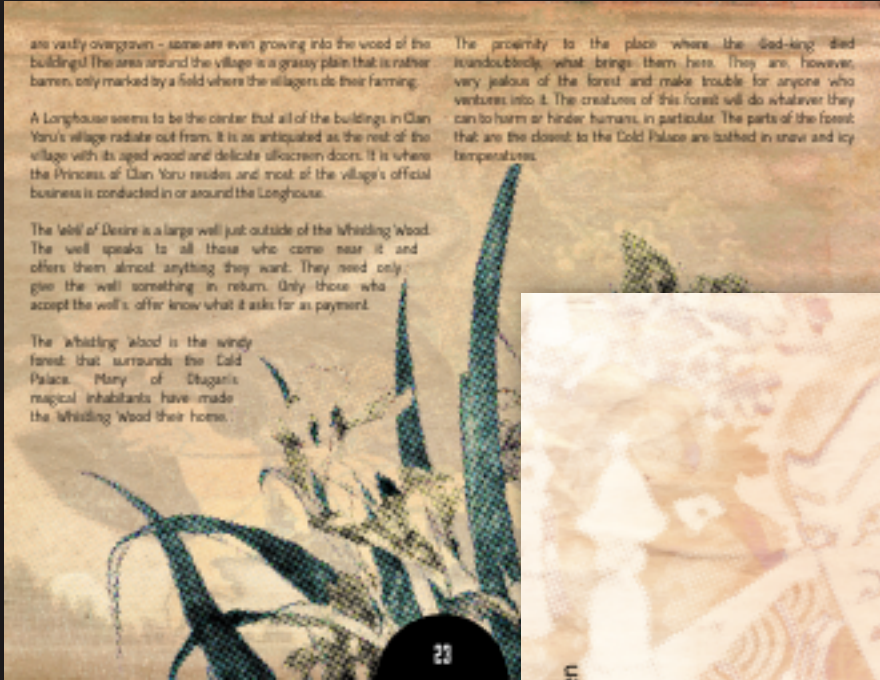 are vastly overgrown - some are even growing into the wood of the
buildings! The area around the village is a grassy plain that is rather
barren, only marked by a field where the villagers do their farming.
A Longhouse seems to be the center that all of the buildings in Clan
Yoru's village radiate out from. It is as antiquated as the rest of the
village with its aged wood and delicate silkscreen doors. It is where
the Princess of Clan Yoru resides and most of the village's official
business is conducted in or around the Longhouse.
The Well of Desire is a large well just outside of the Whistling Wood.
The well speaks to all those who come near it and
offers them almost anything they want. They need only
give the well something in return. Only those who
accept the well's offer know what it asks for as payment.
The Whistling Wood is the windy
forest that surrounds the Cold
Palace. Many of Otugari's
magical inhabitants have made
the Whistling Wood their home.
The proximity to the place where the God-king died
is undoubtedly, what brings them here. They are, however,
very jealous of the forest and make trouble for anyone who
ventures into it. The creatures of this forest will do whatever they
can to harm or hinder humans, in particular. The parts of the forest
that are the closest to the Cold Palace are bathed in snow and icy
temperatures.
23
en